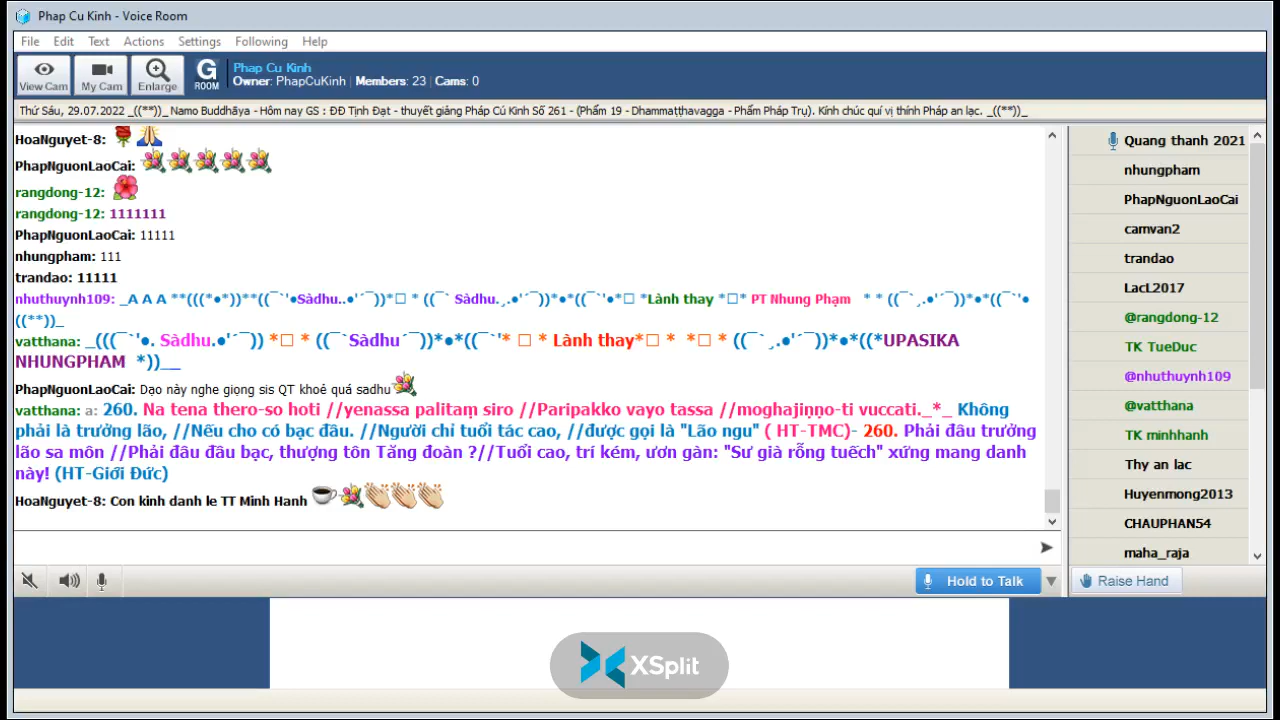 Phap Cu Kinh - Voice Room
File Edit Text Actions Settings Following Help
View Cam My Cam Enlarge G ROOM Phap Cu Kinh
Owner: PhapCuKinh | Members: 23 | Cams: 0
Thứ Sáu, 29.07.2022 _((**))_ Namo Buddhāya - Hôm nay GS : ĐĐ Tịnh Đạt - thuyết giảng Pháp Cú Kinh Số 261 - (Phẩm 19 - Dhammaṭṭhavagga - Phẩm Pháp Trụ). Kính chúc quí vị thính Pháp an lạc. _((**))_
HoaNguyet-8:
PhapNguonLaoCai:
rangdong-12:
rangdong-12: 1111111
PhapNguonLaoCai: 11111
nhungpham: 111
trandao: 11111
nhuthuynh109: _A A A **(((*●*))**((¯`'●Sàdhu..●'´¯))*□ * ((¯` Sàdhu.¸.●'´¯))*●*((¯`'●*□ *Lành thay *□* PT Nhung Phạm * * ((¯`¸.●'´¯))*●*((¯`'●
((**))_
vatthana: _(((¯`'●. Sàdhu.●'´¯)) *□ * ((¯`Sàdhu´¯))*●*((¯`'* □ * Lành thay*□ * *□ * ((¯`¸.●'´¯))*●*((*UPASIKA
NHUNGPHAM *))__
PhapNguonLaoCai: Dạo này nghe giọng sis QT khoẻ quá sadhu
vatthana: a: 260. Na tena thero-so hoti //yenassa palitaṃ siro //Paripakko vayo tassa //moghajiṇṇo-ti vuccati._*_ Không
phải là trưởng lão, //Nếu cho có bạc đầu. //Người chỉ tuổi tác cao, //được gọi là "Lão ngu" ( HT-TMC)- 260. Phải đâu trưởng
lão sa môn //Phải đâu đầu bạc, thượng tôn Tăng đoàn ?//Tuổi cao, trí kém, ươn gàn: "Sư già rỗng tuếch" xứng mang danh
này! (HT-Giới Đức)
HoaNguyet-8: Con kinh danh le TT Minh Hanh
Hold to Talk
Quang thanh 2021
nhungpham
PhapNguonLaoCai
camvan2
trandao
LacL2017
@rangdong-12
TK TueDuc
@nhuthuynh109
@vatthana
TK minhhanh
Thy an lac
Huyenmong2013
CHAUPHAN54
maha_raja
Raise Hand
XSplit